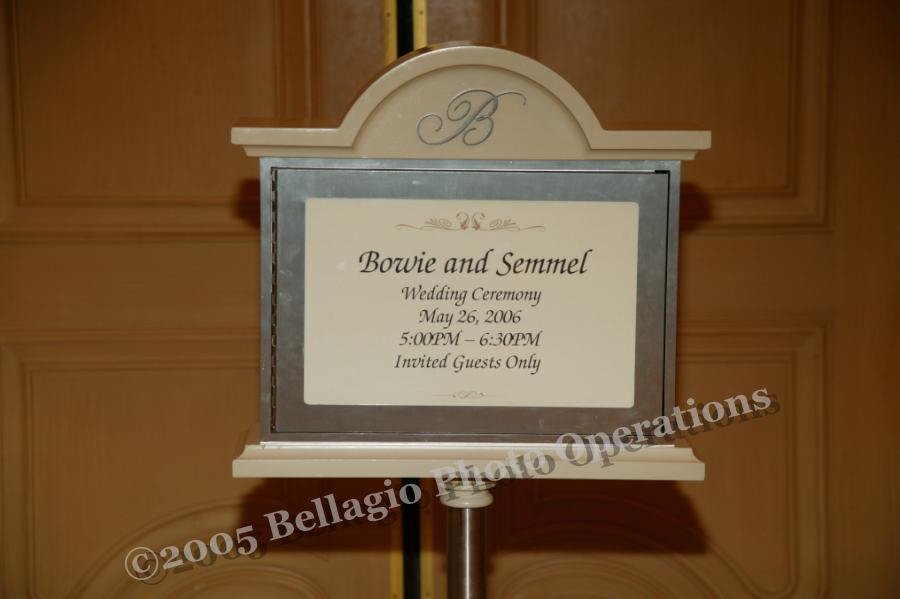 B
Bowie and Semmel
Wedding Ceremony
May 26, 2006
5:00PM – 6:30PM
Invited Guests Only
©2005 Bellagio Photo Operations